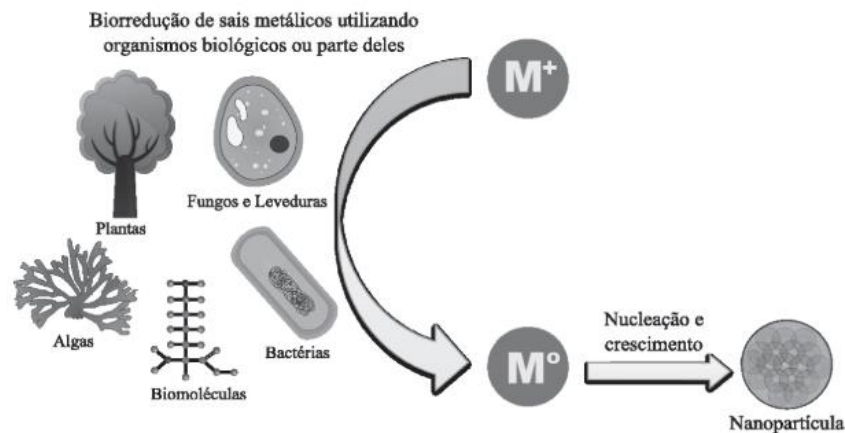 Biorredução de sais metálicos utilizando
organismos biológicos ou parte deles
M⁺
Plantas
Fungos e Leveduras
Algas
Biomoléculas
Bactérias
M⁰
Nucleação e
crescimento
Nanopartícula